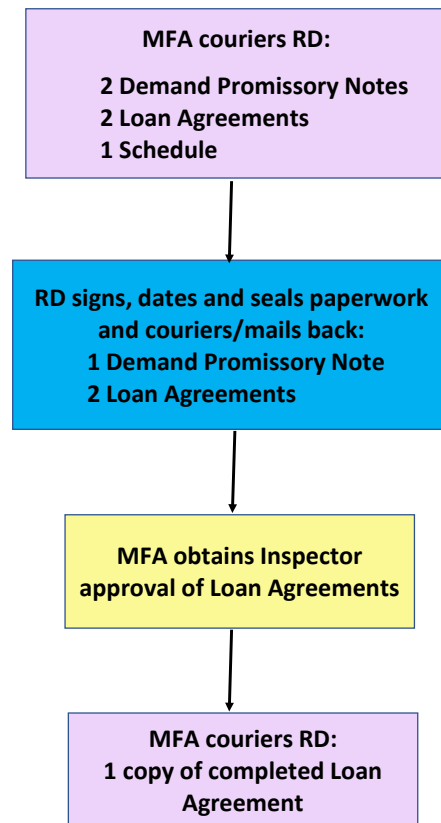 MFA couriers RD:
2 Demand Promissory Notes
2 Loan Agreements
1 Schedule
RD signs, dates and seals paperwork
and couriers/mails back:
1 Demand Promissory Note
2 Loan Agreements
MFA obtains Inspector
approval of Loan Agreements
MFA couriers RD:
1 copy of completed Loan
Agreement